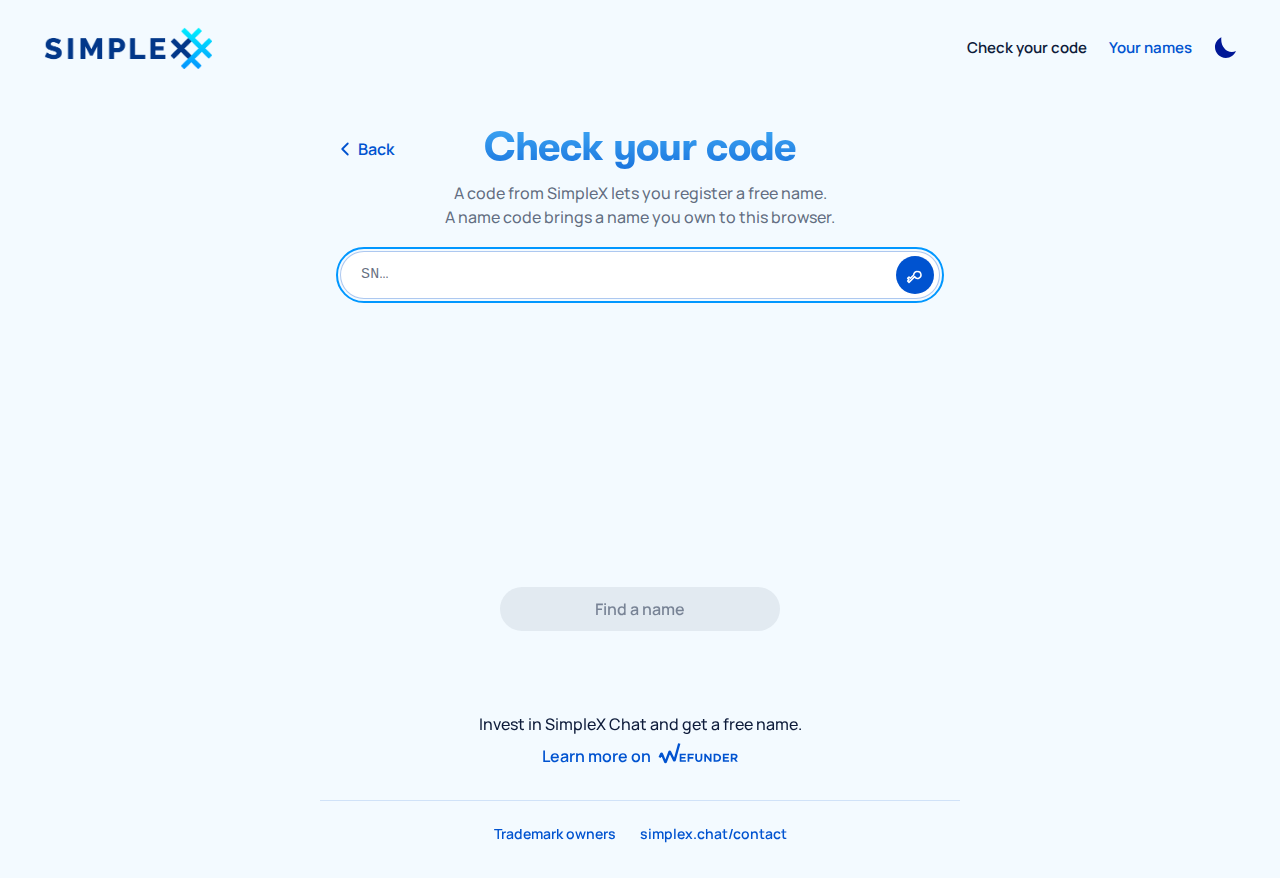 SIMPLEX
Check your code
Your names
Back
Check your code
A code from SimpleX lets you register a free name.
A name code brings a name you own to this browser.
SN…
Find a name
Invest in SimpleX Chat and get a free name.
Learn more on WEFUNDER
Trademark owners
simplex.chat/contact